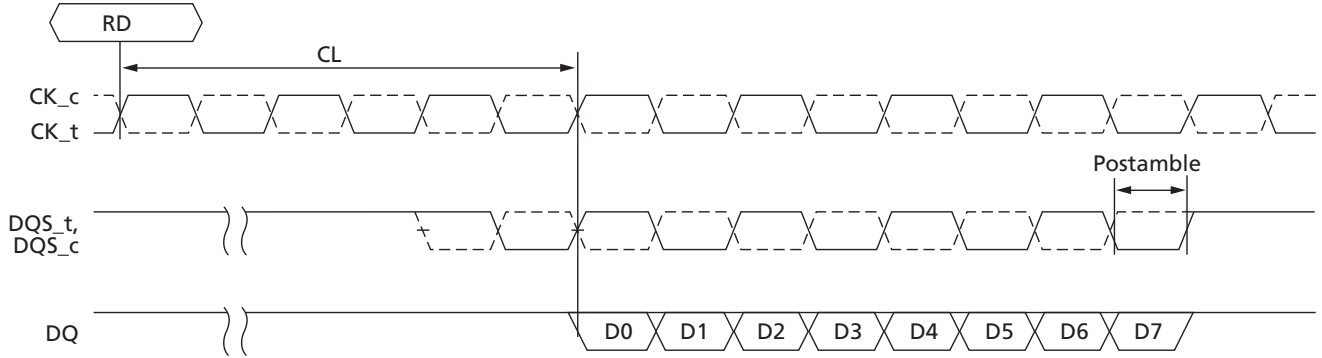 RD
CL
CK_c
CK_t
Postamble
DQS_t,
DQS_c
DQ
D0 D1 D2 D3 D4 D5 D6 D7